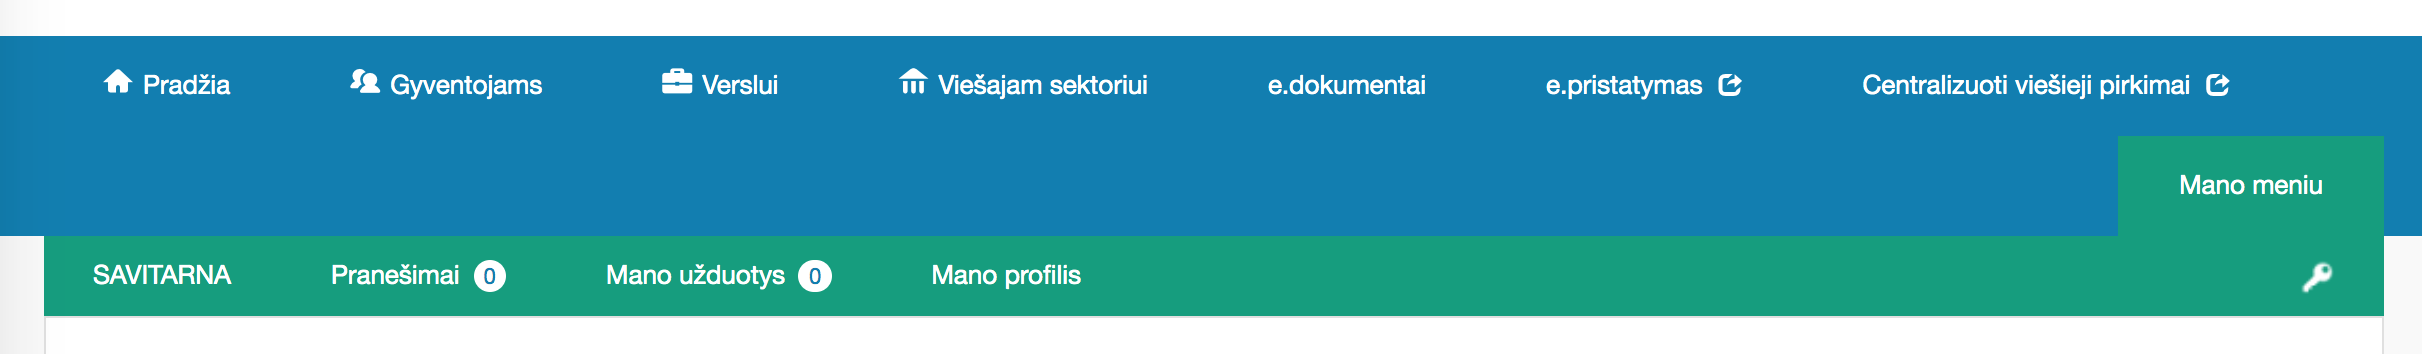 Pradžia Gyventojams Verslui Viešajam sektoriui e.dokumentai e.pristatymas Centralizuoti viešieji pirkimai
Mano meniu
SAVITARNA Pranešimai 0 Mano užduotys 0 Mano profilis